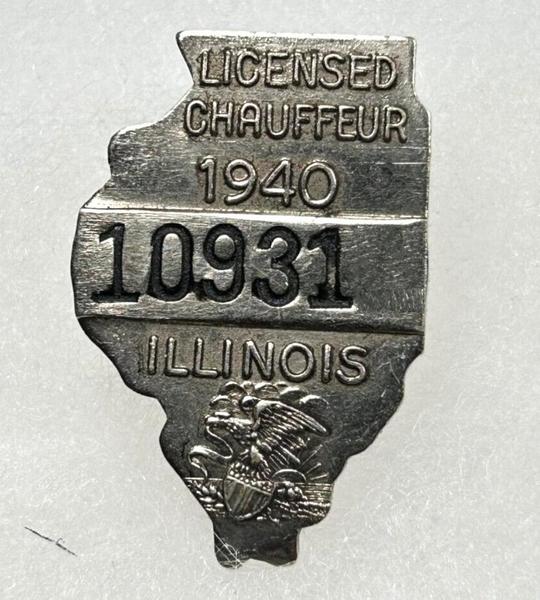 LICENSED
CHAUFFEUR
1940
10931
ILLINOIS